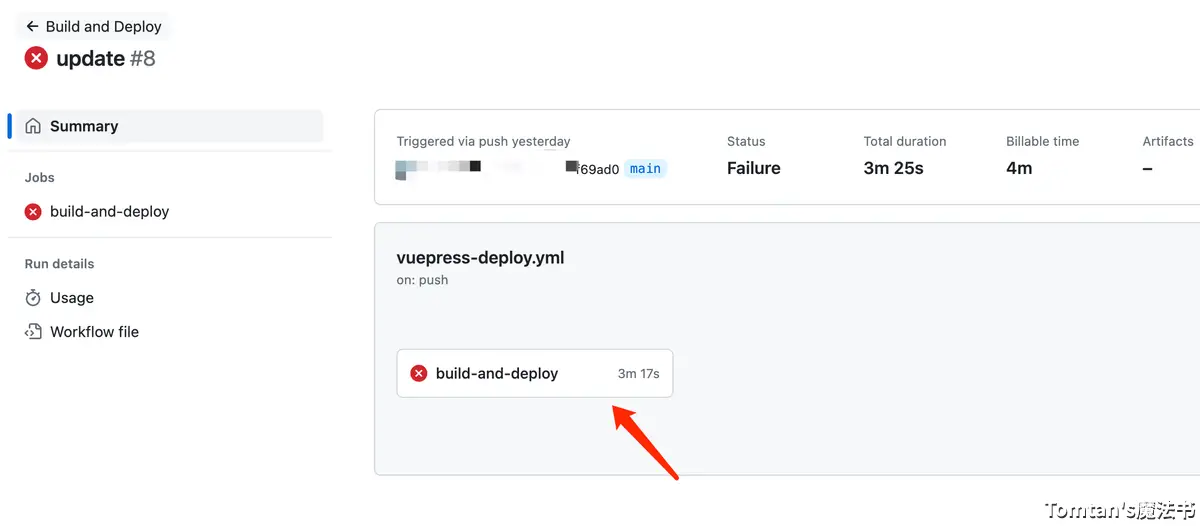 Build and Deploy
update #8
Summary
Jobs
build-and-deploy
Run details
Usage
Workflow file
Triggered via push yesterday
f69ad0 main
Status
Failure
Total duration
3m 25s
Billable time
4m
Artifacts
–
vuepress-deploy.yml
on: push
build-and-deploy 3m 17s
Tomtan's魔法书